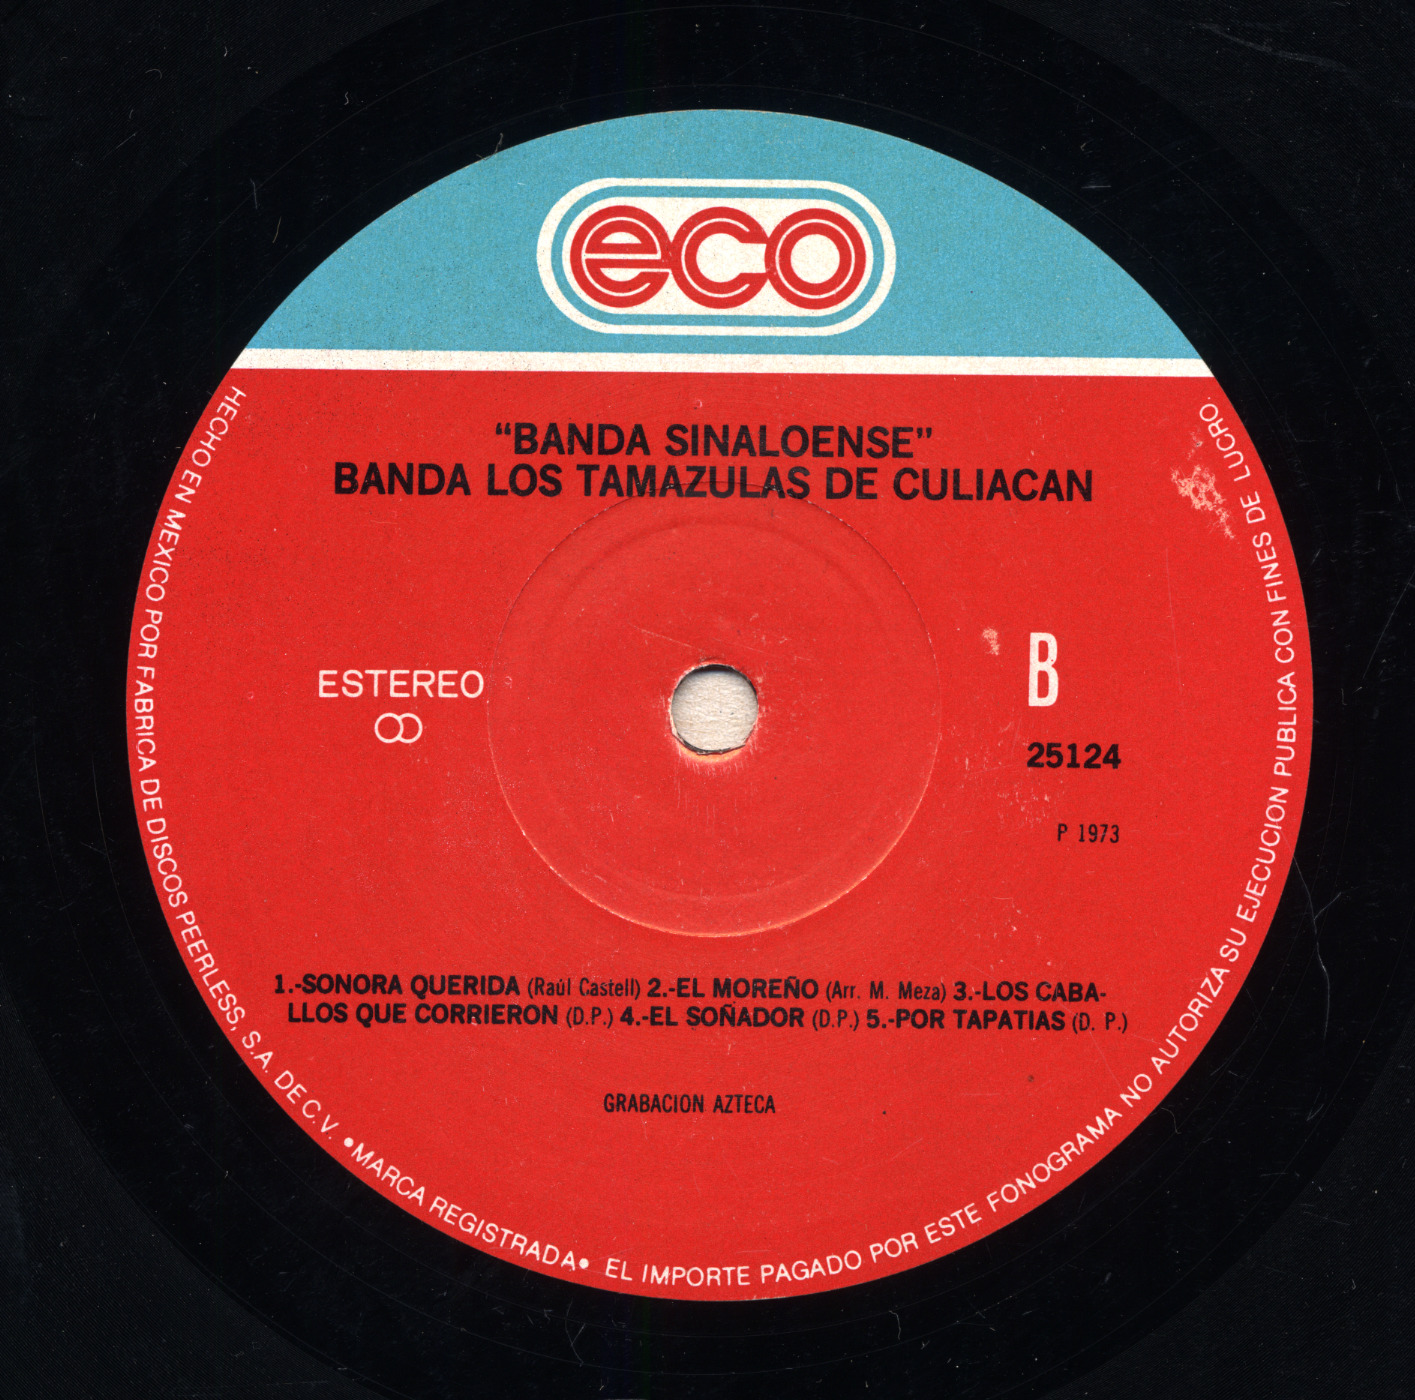 eco
"BANDA SINALOENSE"
BANDA LOS TAMAZULAS DE CULIACAN
ESTEREO
B
25124
P 1973
1.-SONORA QUERIDA (Raúl Castell) 2.-EL MOREÑO (Arr. M. Meza) 3.-LOS CABA-
LLOS QUE CORRIERON (D.P.) 4.-EL SOÑADOR (D.P.) 5.-POR TAPATIAS (D. P.)
GRABACION AZTECA
HECHO EN MEXICO POR FABRICA DE DISCOS PEERLESS, S.A. DE C.V. •MARCA REGISTRADA• EL IMPORTE PAGADO POR ESTE FONOGRAMA NO AUTORIZA SU EJECUCION PUBLICA CON FINES DE LUCRO.